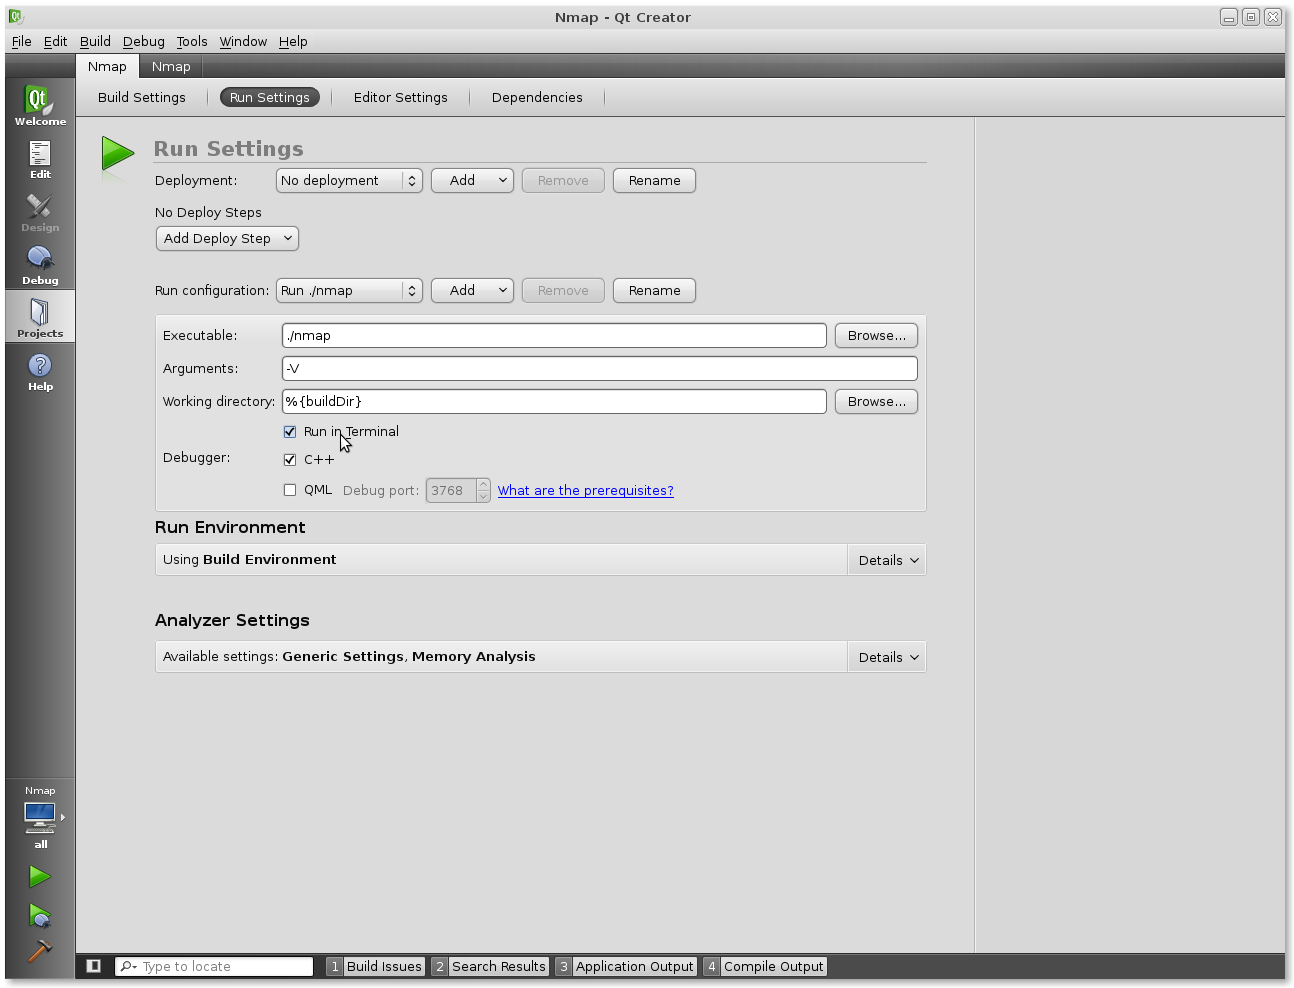 Nmap - Qt Creator
File Edit Build Debug Tools Window Help
Nmap Nmap
Build Settings Run Settings Editor Settings Dependencies
Qt
Welcome
Edit
Design
Debug
Projects
Help
Run Settings
Deployment: No deployment Add Remove Rename
No Deploy Steps
Add Deploy Step
Run configuration: Run ./nmap Add Remove Rename
Executable: ./nmap Browse...
Arguments: -V
Working directory: %{buildDir} Browse...
Run in Terminal
Debugger: C++
QML Debug port: 3768 What are the prerequisites?
Run Environment
Using Build Environment Details
Analyzer Settings
Available settings: Generic Settings, Memory Analysis Details
Nmap
all
Type to locate 1 Build Issues 2 Search Results 3 Application Output 4 Compile Output